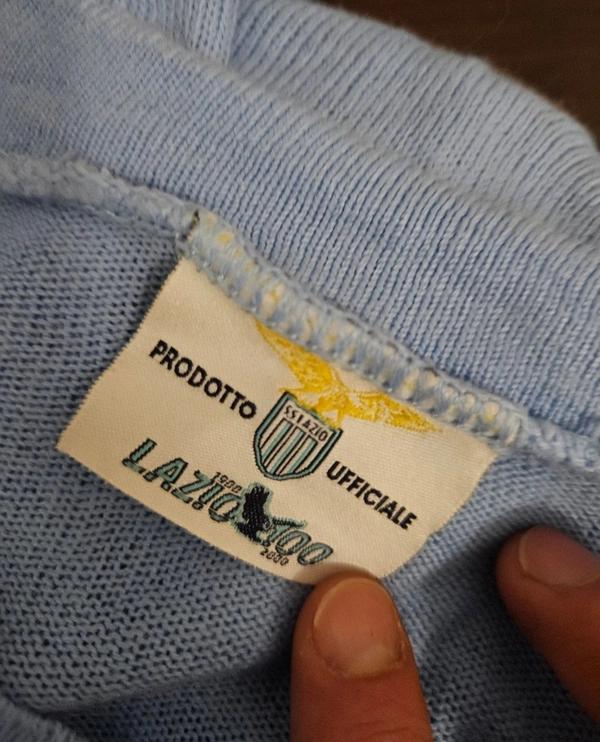 PRODOTTO
SS LAZIO
UFFICIALE
LAZIO 100
1900
2000